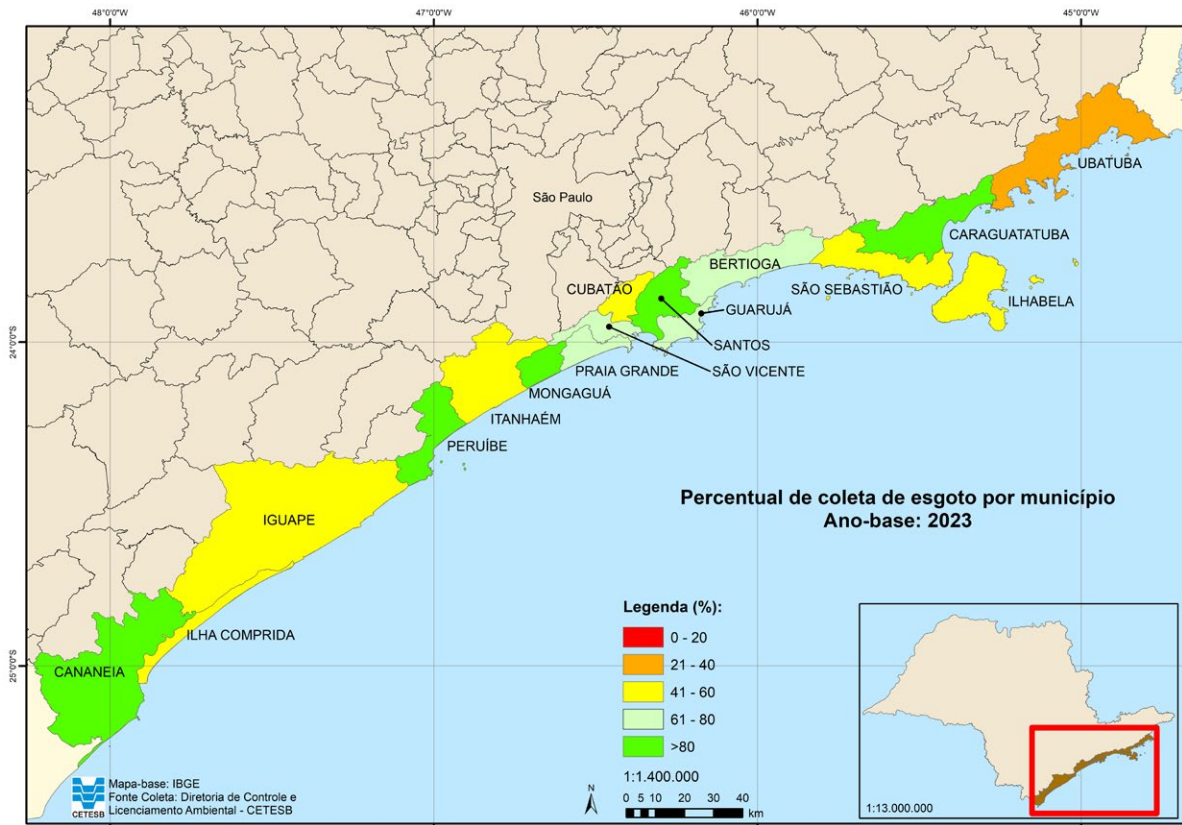 48°0'0"W
47°0'0"W
46°0'0"W
45°0'0"W
24°0'0"S
25°0'0"S
São Paulo
UBATUBA
CARAGUATATUBA
BERTIOGA
CUBATÃO
SÃO SEBASTIÃO
ILHABELA
GUARUJÁ
SANTOS
SÃO VICENTE
PRAIA GRANDE
MONGAGUÁ
ITANHAÉM
PERUÍBE
IGUAPE
ILHA COMPRIDA
CANANEIA
Percentual de coleta de esgoto por município
Ano-base: 2023
Legenda (%):
0 - 20
21 - 40
41 - 60
61 - 80
>80
1:1.400.000
N
0 5 10 20 30 40
km
1:13.000.000
CETESB
Mapa-base: IBGE
Fonte Coleta: Diretoria de Controle e
Licenciamento Ambiental - CETESB